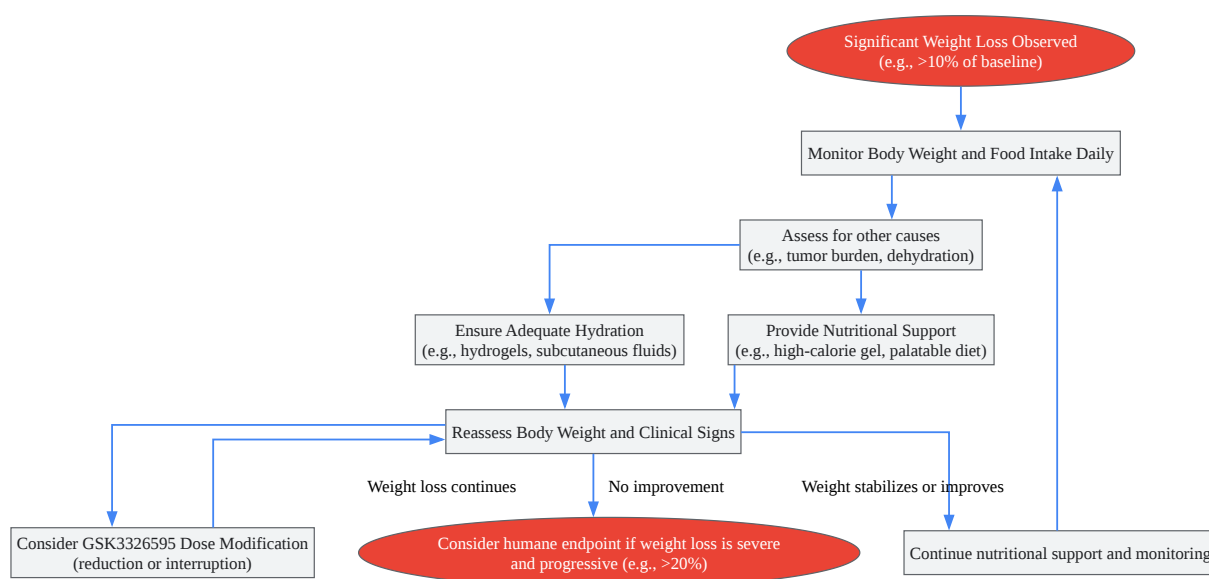 Significant Weight Loss Observed
(e.g., >10% of baseline)
Monitor Body Weight and Food Intake Daily
Assess for other causes
(e.g., tumor burden, dehydration)
Ensure Adequate Hydration
(e.g., hydrogels, subcutaneous fluids)
Provide Nutritional Support
(e.g., high-calorie gel, palatable diet)
Reassess Body Weight and Clinical Signs
Weight loss continues
No improvement
Weight stabilizes or improves
Consider GSK3326595 Dose Modification
(reduction or interruption)
Consider humane endpoint if weight loss is severe
and progressive (e.g., >20%)
Continue nutritional support and monitoring